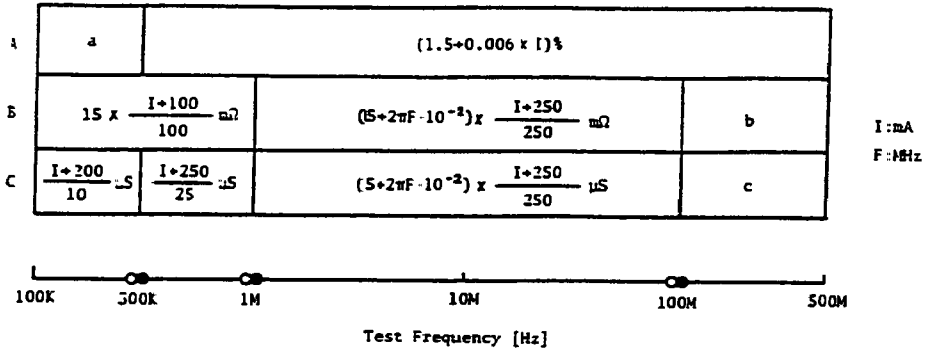 A a (1.5+0.006 x I)%
B 15 x I+100/100 mΩ (15+2πF·10⁻²)x I+250/250 mΩ b
C I+200/10 µS I+250/25 µS (5+2πF·10⁻²) x I+250/250 µS c
I:mA
F:MHz
100K 300K 1M 10M 100M 500M
Test Frequency [Hz]